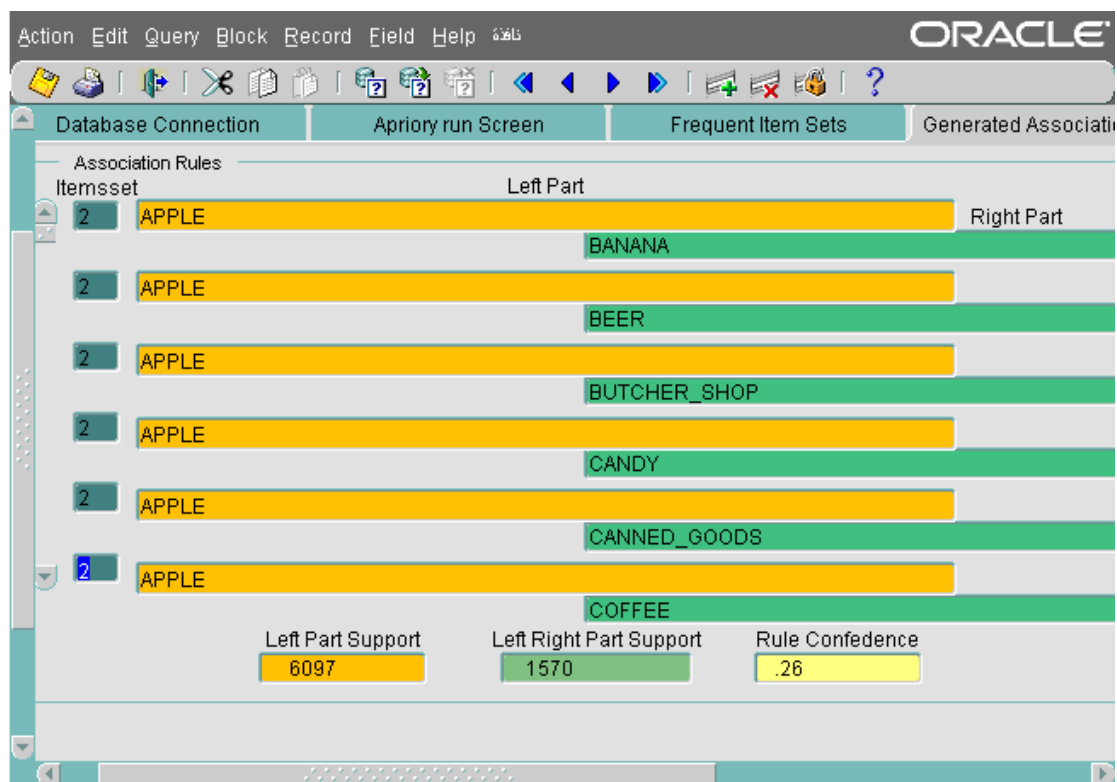 Action Edit Query Block Record Field Help نافذة ORACLE
Database Connection Apriory run Screen Frequent Item Sets Generated Associati
Association Rules
Itemsset Left Part
2 APPLE Right Part
BANANA
2 APPLE
BEER
2 APPLE
BUTCHER_SHOP
2 APPLE
CANDY
2 APPLE
CANNED_GOODS
2 APPLE
COFFEE
Left Part Support Left Right Part Support Rule Confedence
6097 1570 .26